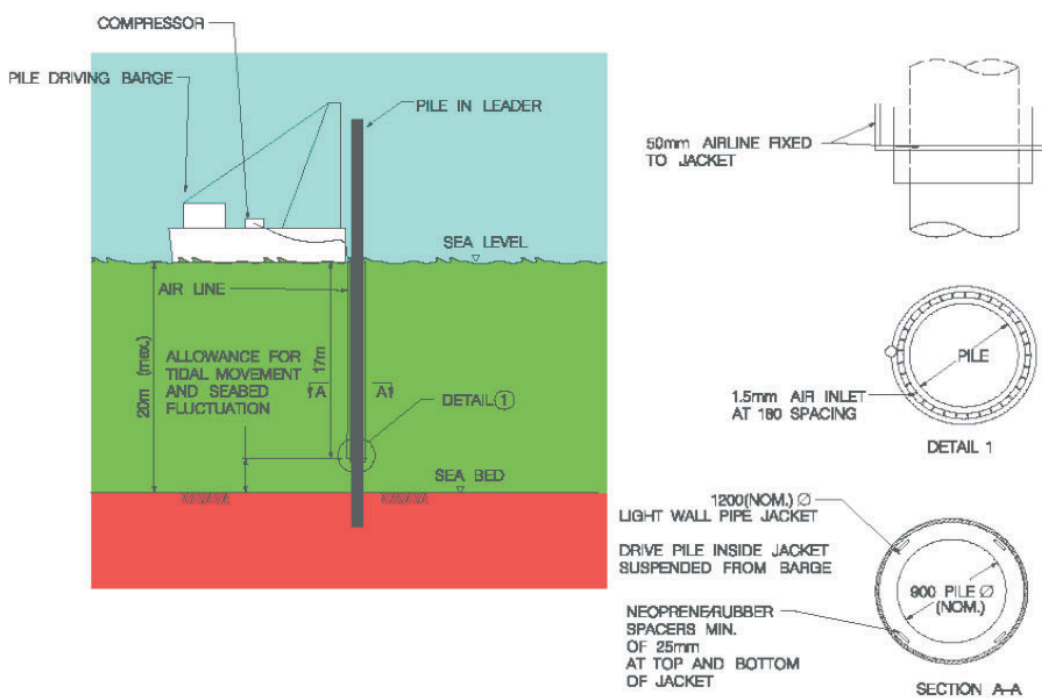 COMPRESSOR
PILE DRIVING BARGE
PILE IN LEADER
SEA LEVEL
AIR LINE
20m (max.)
17m
ALLOWANCE FOR
TIDAL MOVEMENT
AND SEABED
FLUCTUATION
A
A
DETAIL 1
SEA BED
50mm AIRLINE FIXED
TO JACKET
PILE
1.5mm AIR INLET
AT 180 SPACING
DETAIL 1
1200(NOM.) Ø
LIGHT WALL PIPE JACKET
DRIVE PILE INSIDE JACKET
SUSPENDED FROM BARGE
900 PILE Ø
(NOM.)
NEOPRENE/RUBBER
SPACERS MIN.
OF 25mm
AT TOP AND BOTTOM
OF JACKET
SECTION A-A